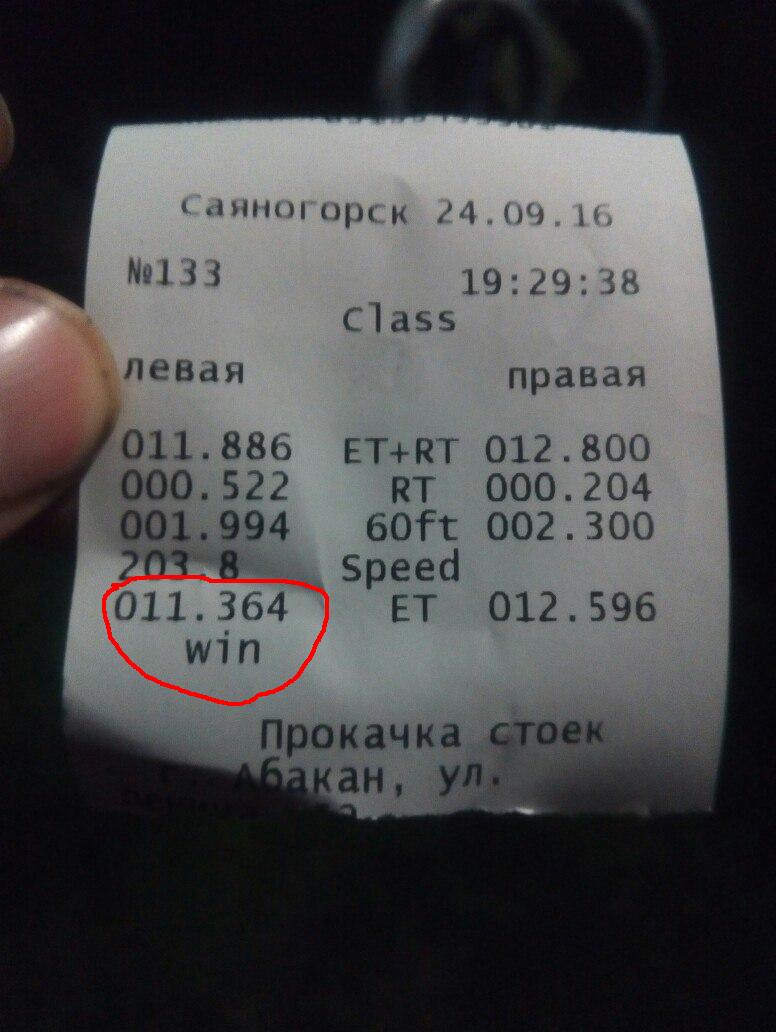 Саяногорск 24.09.16
№133 19:29:38
Class
левая правая
011.886 ET+RT 012.800
000.522 RT 000.204
001.994 60ft 002.300
203.8 Speed
011.364 ET 012.596
win
Прокачка стоек
Абакан, ул.